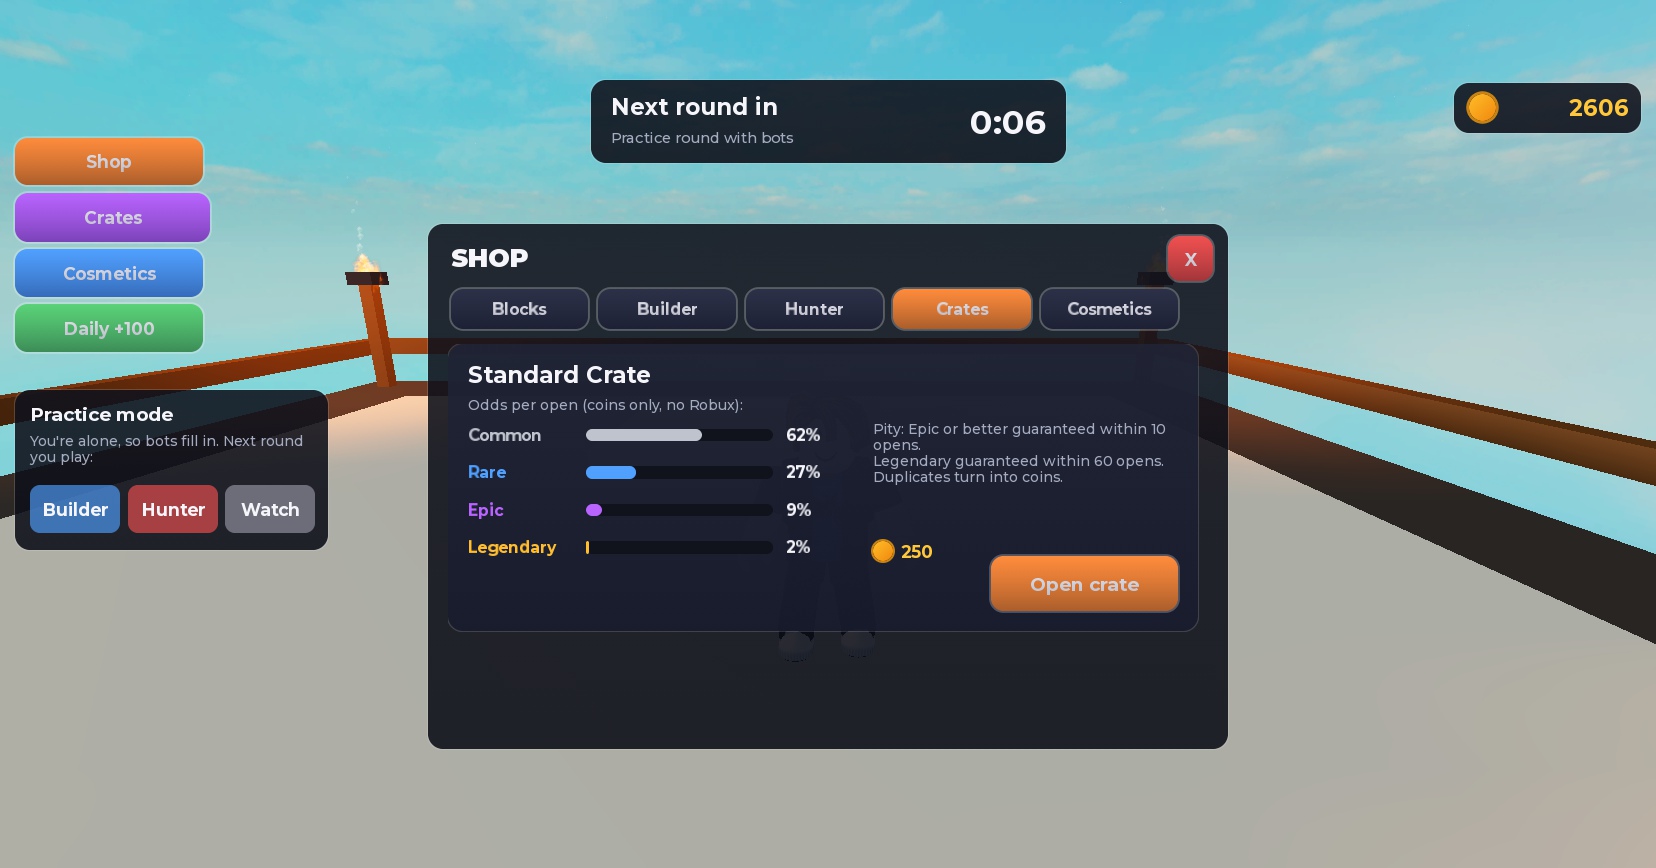 Next round in
Practice round with bots
0:06
2606
Shop
Crates
Cosmetics
Daily +100
Practice mode
You're alone, so bots fill in. Next round
you play:
Builder
Hunter
Watch
SHOP
X
Blocks
Builder
Hunter
Crates
Cosmetics
Standard Crate
Odds per open (coins only, no Robux):
Common 62%
Rare 27%
Epic 9%
Legendary 2%
Pity: Epic or better guaranteed within 10
opens.
Legendary guaranteed within 60 opens.
Duplicates turn into coins.
250
Open crate